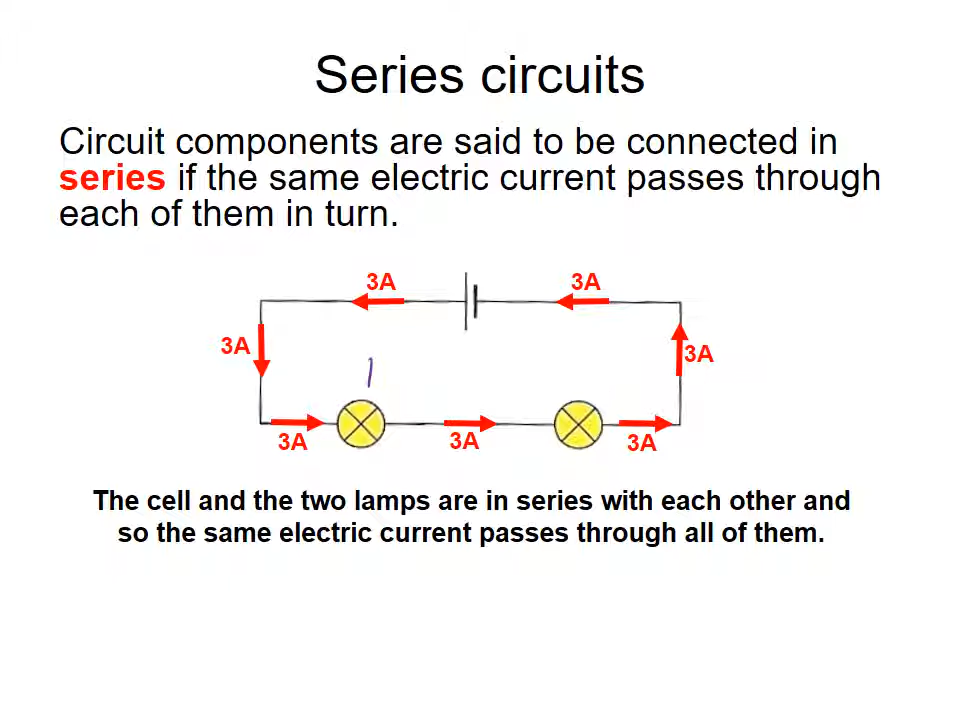 Series circuits
Circuit components are said to be connected in
series if the same electric current passes through
each of them in turn.
3A 3A
3A 3A
1
3A 3A 3A
The cell and the two lamps are in series with each other and
so the same electric current passes through all of them.